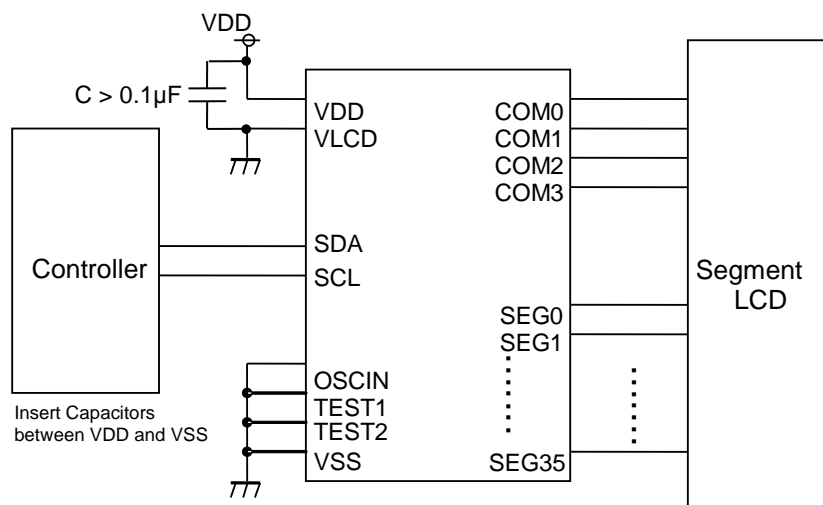 VDD
C > 0.1µF
VDD
VLCD
COM0
COM1
COM2
COM3
Controller
SDA
SCL
Segment
LCD
SEG0
SEG1
OSCIN
TEST1
TEST2
VSS
SEG35
Insert Capacitors
between VDD and VSS